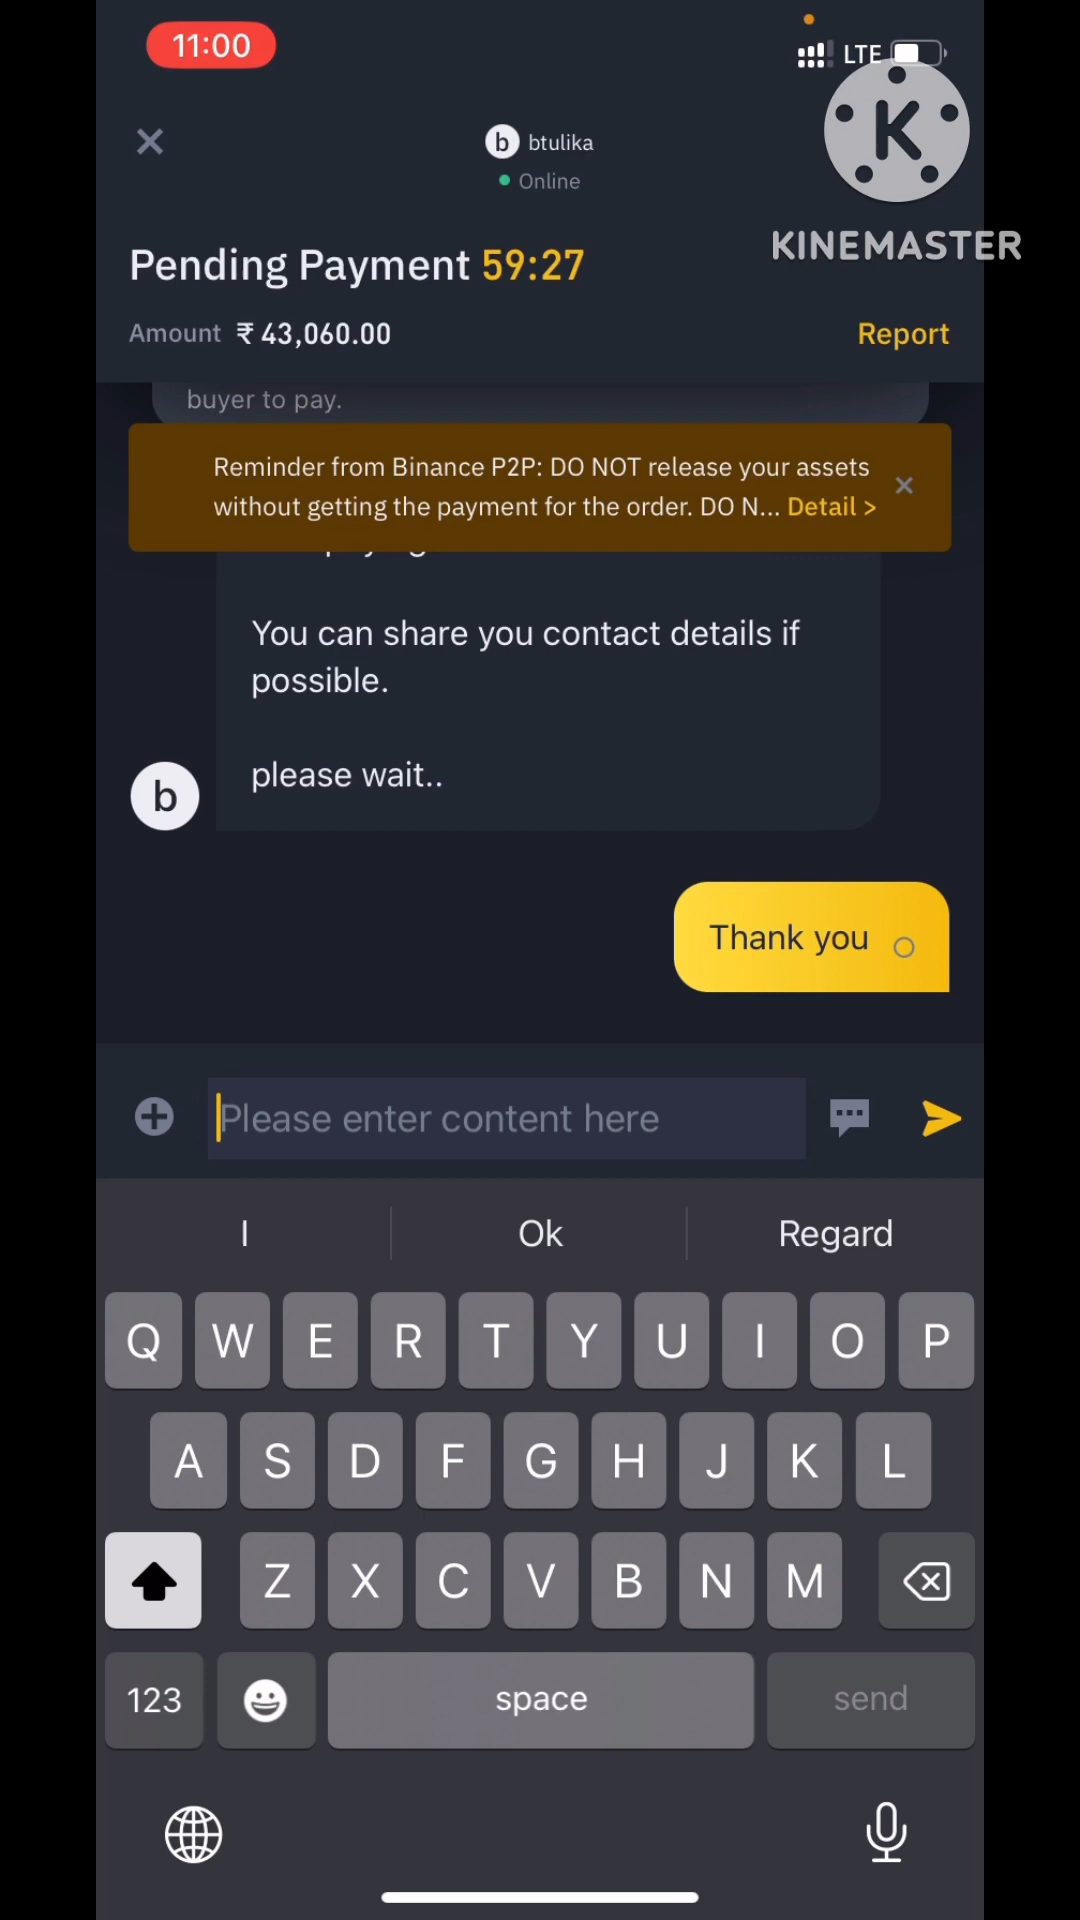 11:00
LTE
K
KINEMASTER
b btulika
Online
Pending Payment 59:27
Amount ₹ 43,060.00
Report
buyer to pay.
Reminder from Binance P2P: DO NOT release your assets
without getting the payment for the order. DO N... Detail >
You can share you contact details if
possible.
please wait..
b
Thank you
Please enter content here
I Ok Regard
Q W E R T Y U I O P
A S D F G H J K L
Z X C V B N M
123 space send